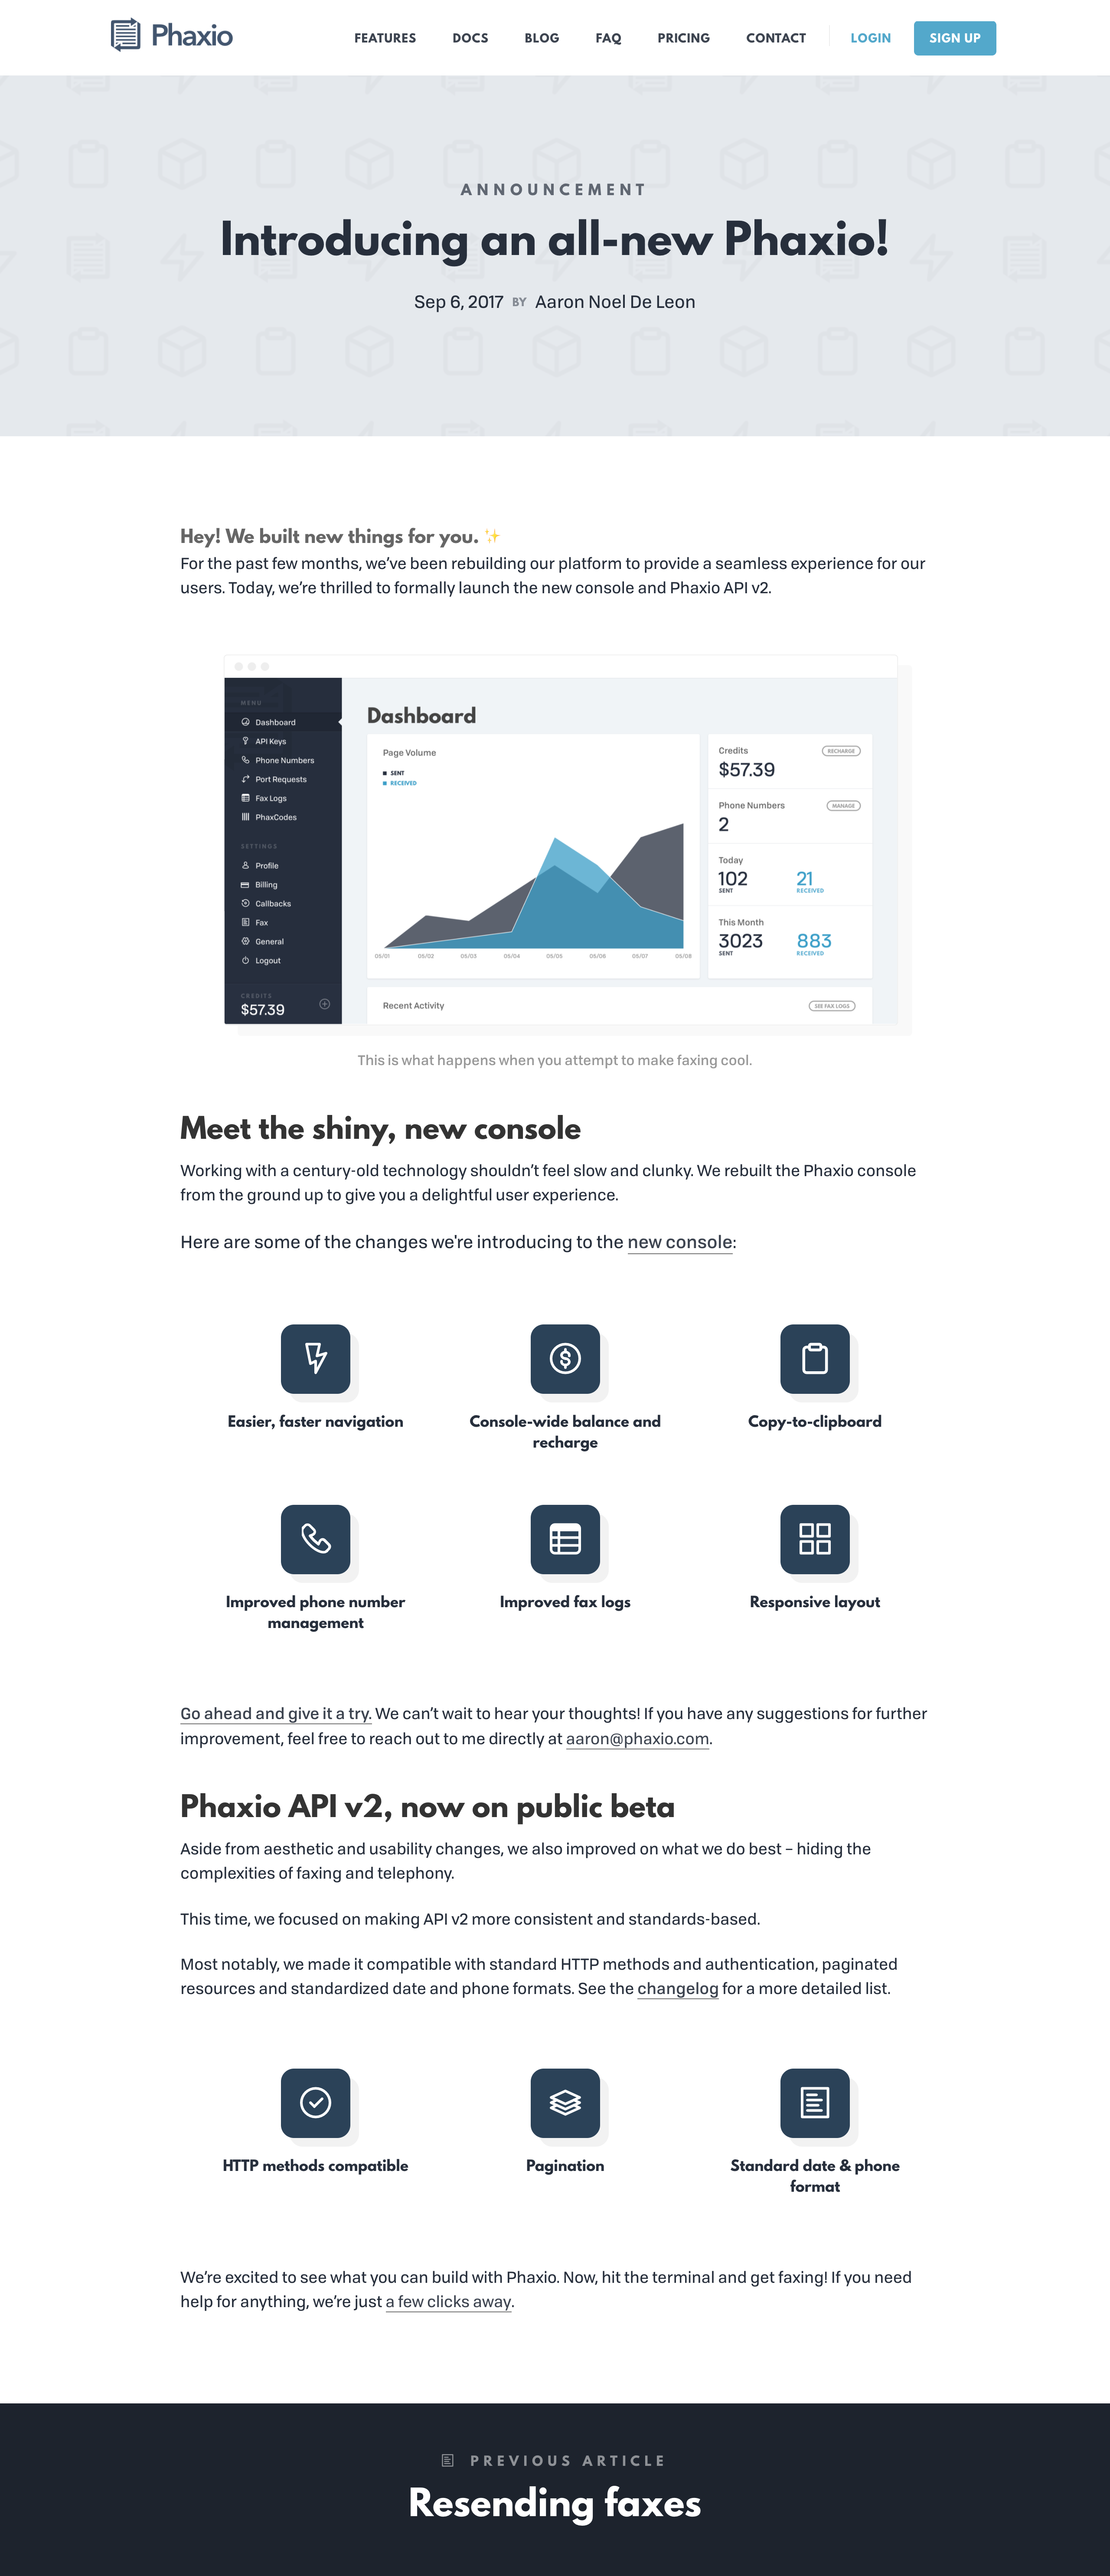 Phaxio
FEATURES DOCS BLOG FAQ PRICING CONTACT LOGIN SIGN UP
ANNOUNCEMENT
Introducing an all-new Phaxio!
Sep 6, 2017 BY Aaron Noel De Leon
Hey! We built new things for you. ✨
For the past few months, we’ve been rebuilding our platform to provide a seamless experience for our
users. Today, we’re thrilled to formally launch the new console and Phaxio API v2.
MENU
Dashboard
API Keys
Phone Numbers
Port Requests
Fax Logs
PhaxCodes
SETTINGS
Profile
Billing
Callbacks
Fax
General
Logout
CREDITS
$57.39
Dashboard
Page Volume
SENT
RECEIVED
05/01 05/02 05/03 05/04 05/05 05/06 05/07 05/08
Credits RECHARGE
$57.39
Phone Numbers MANAGE
2
Today
102 21
SENT RECEIVED
This Month
3023 883
SENT RECEIVED
Recent Activity SEE FAX LOGS
This is what happens when you attempt to make faxing cool.
Meet the shiny, new console
Working with a century-old technology shouldn’t feel slow and clunky. We rebuilt the Phaxio console
from the ground up to give you a delightful user experience.
Here are some of the changes we're introducing to the new console:
Easier, faster navigation
Console-wide balance and
recharge
Copy-to-clipboard
Improved phone number
management
Improved fax logs
Responsive layout
Go ahead and give it a try. We can’t wait to hear your thoughts! If you have any suggestions for further
improvement, feel free to reach out to me directly at aaron@phaxio.com.
Phaxio API v2, now on public beta
Aside from aesthetic and usability changes, we also improved on what we do best – hiding the
complexities of faxing and telephony.
This time, we focused on making API v2 more consistent and standards-based.
Most notably, we made it compatible with standard HTTP methods and authentication, paginated
resources and standardized date and phone formats. See the changelog for a more detailed list.
HTTP methods compatible
Pagination
Standard date & phone
format
We’re excited to see what you can build with Phaxio. Now, hit the terminal and get faxing! If you need
help for anything, we’re just a few clicks away.
PREVIOUS ARTICLE
Resending faxes